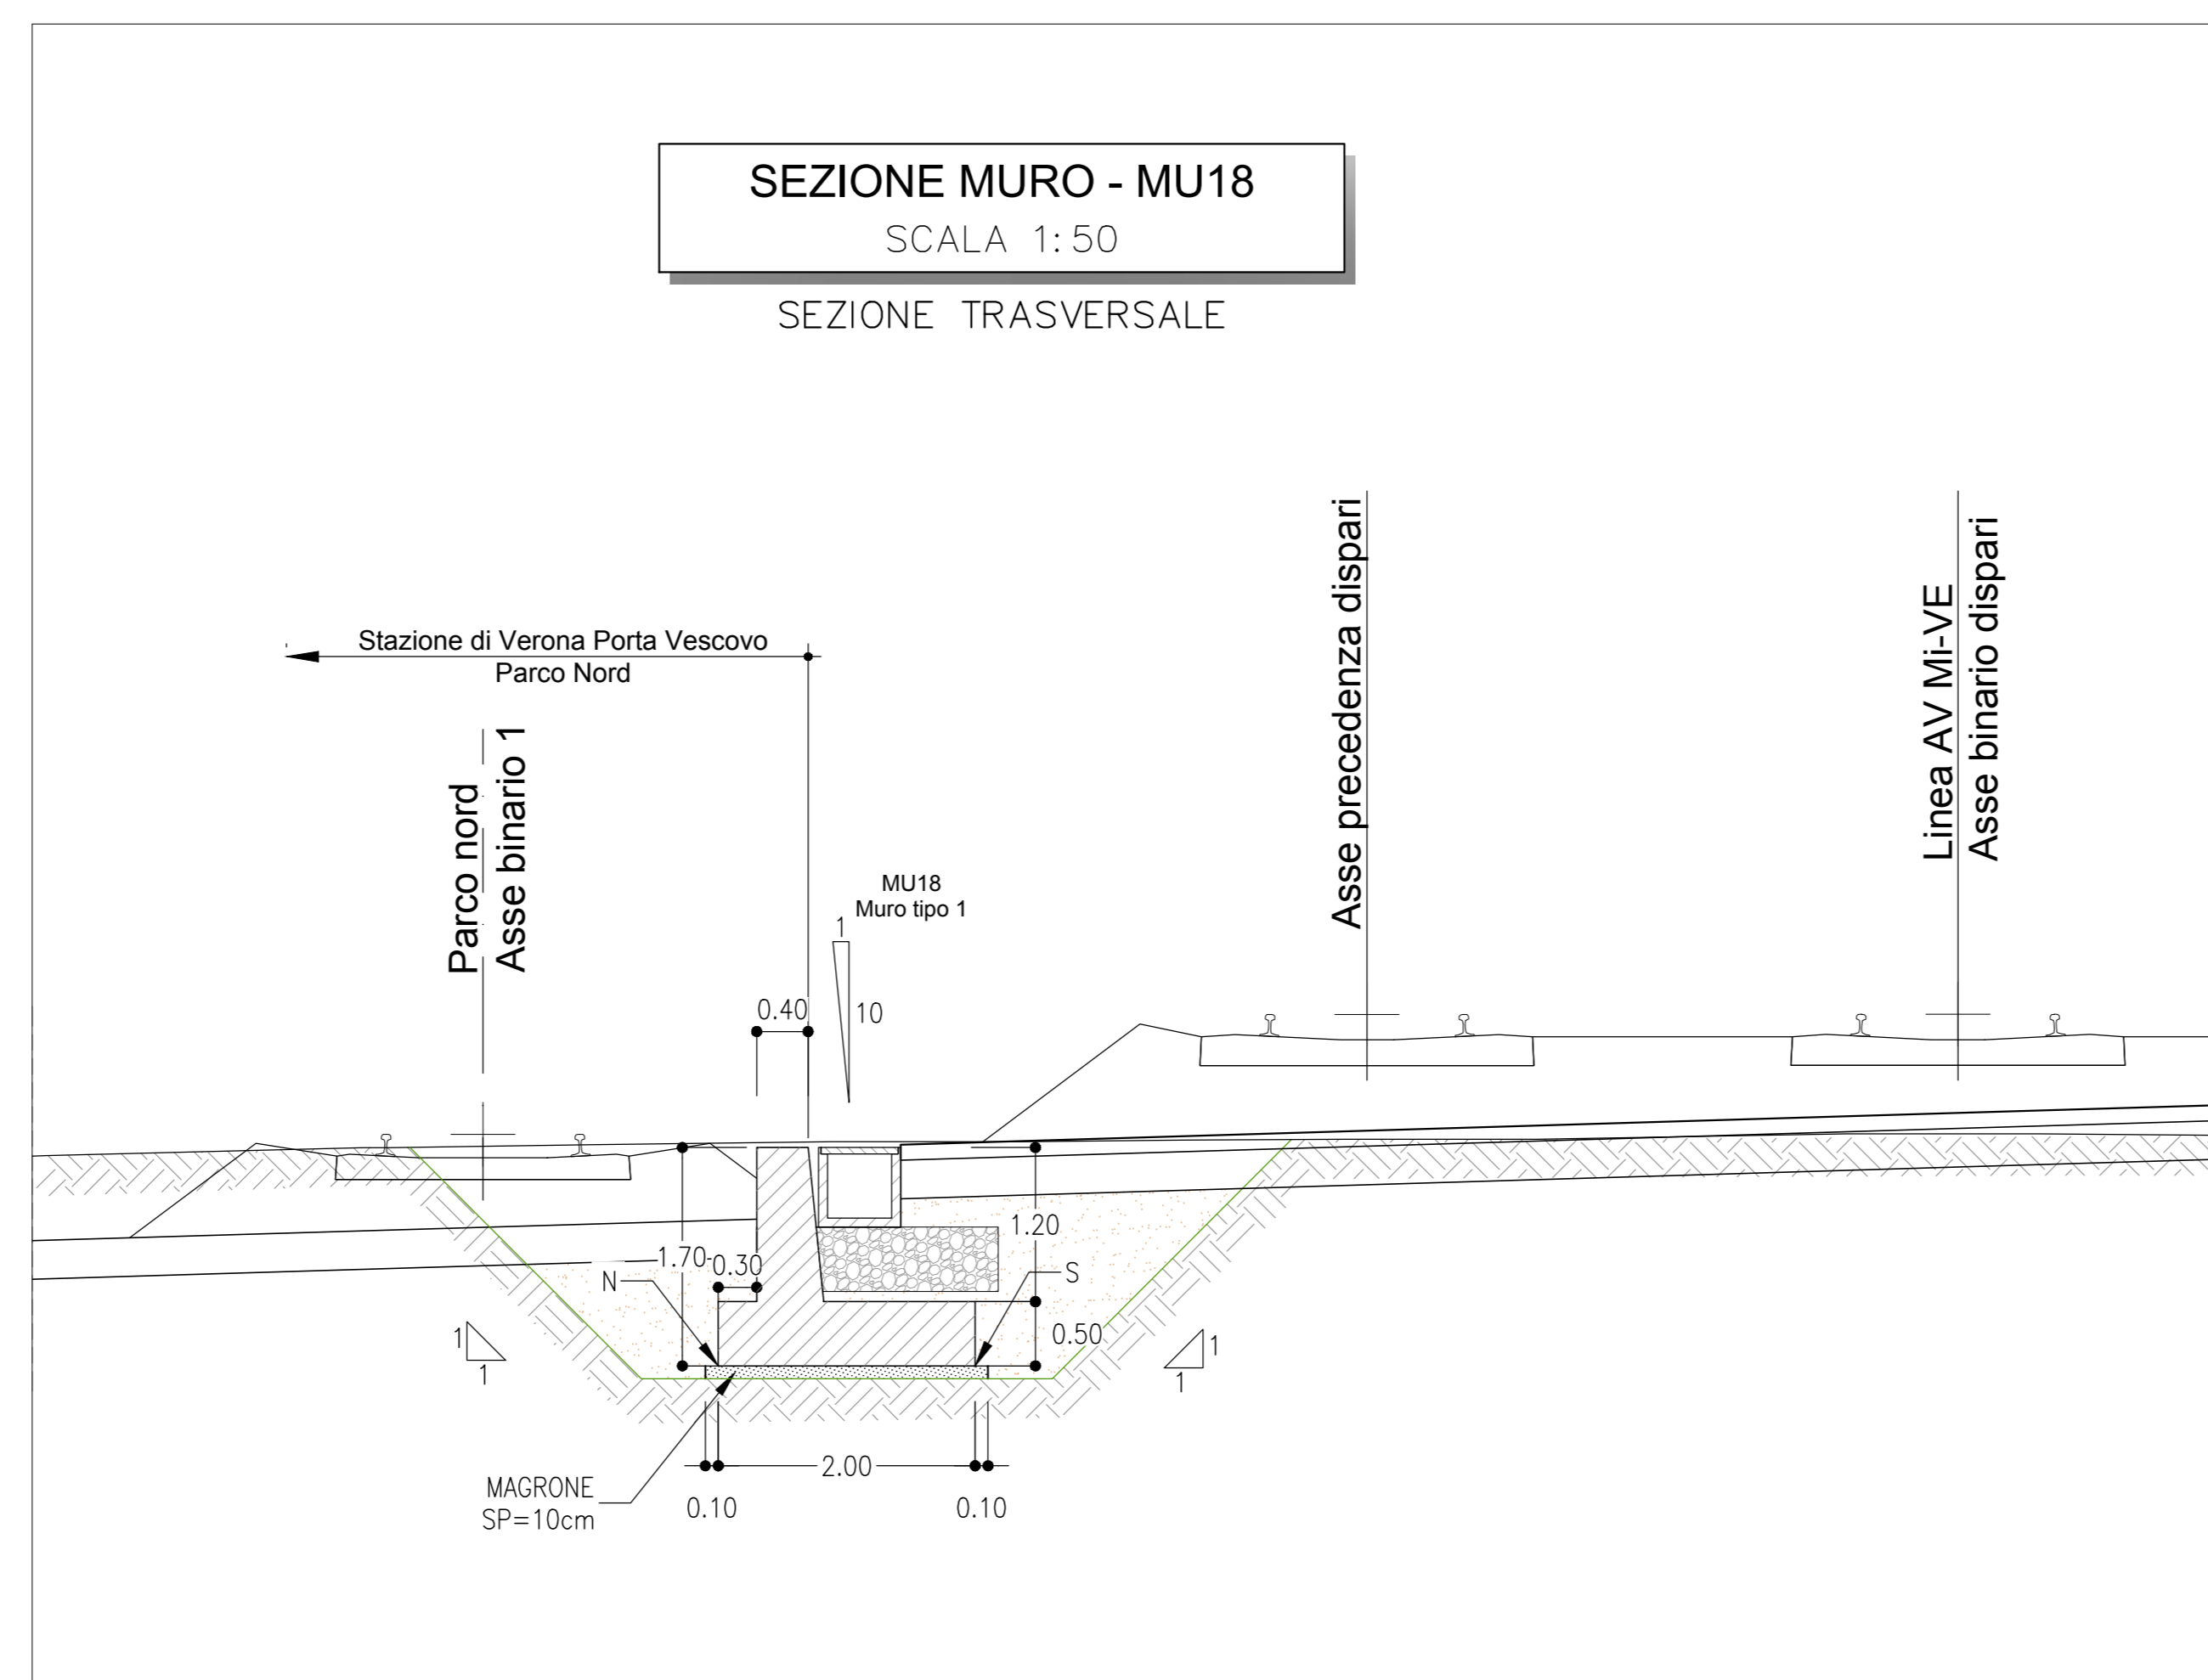 SEZIONE MURO - MU18
SCALA 1:50
SEZIONE TRASVERSALE
Stazione di Verona Porta Vescovo
Parco Nord
Parco nord
Asse binario 1
MU18
Muro tipo 1
1
10
0.40
Asse precedenza dispari
Linea AV Mi-VE
Asse binario dispari
1.70
0.30
1.20
N
S
0.50
1
1
1
1
2.00
0.10
0.10
MAGRONE
SP=10cm